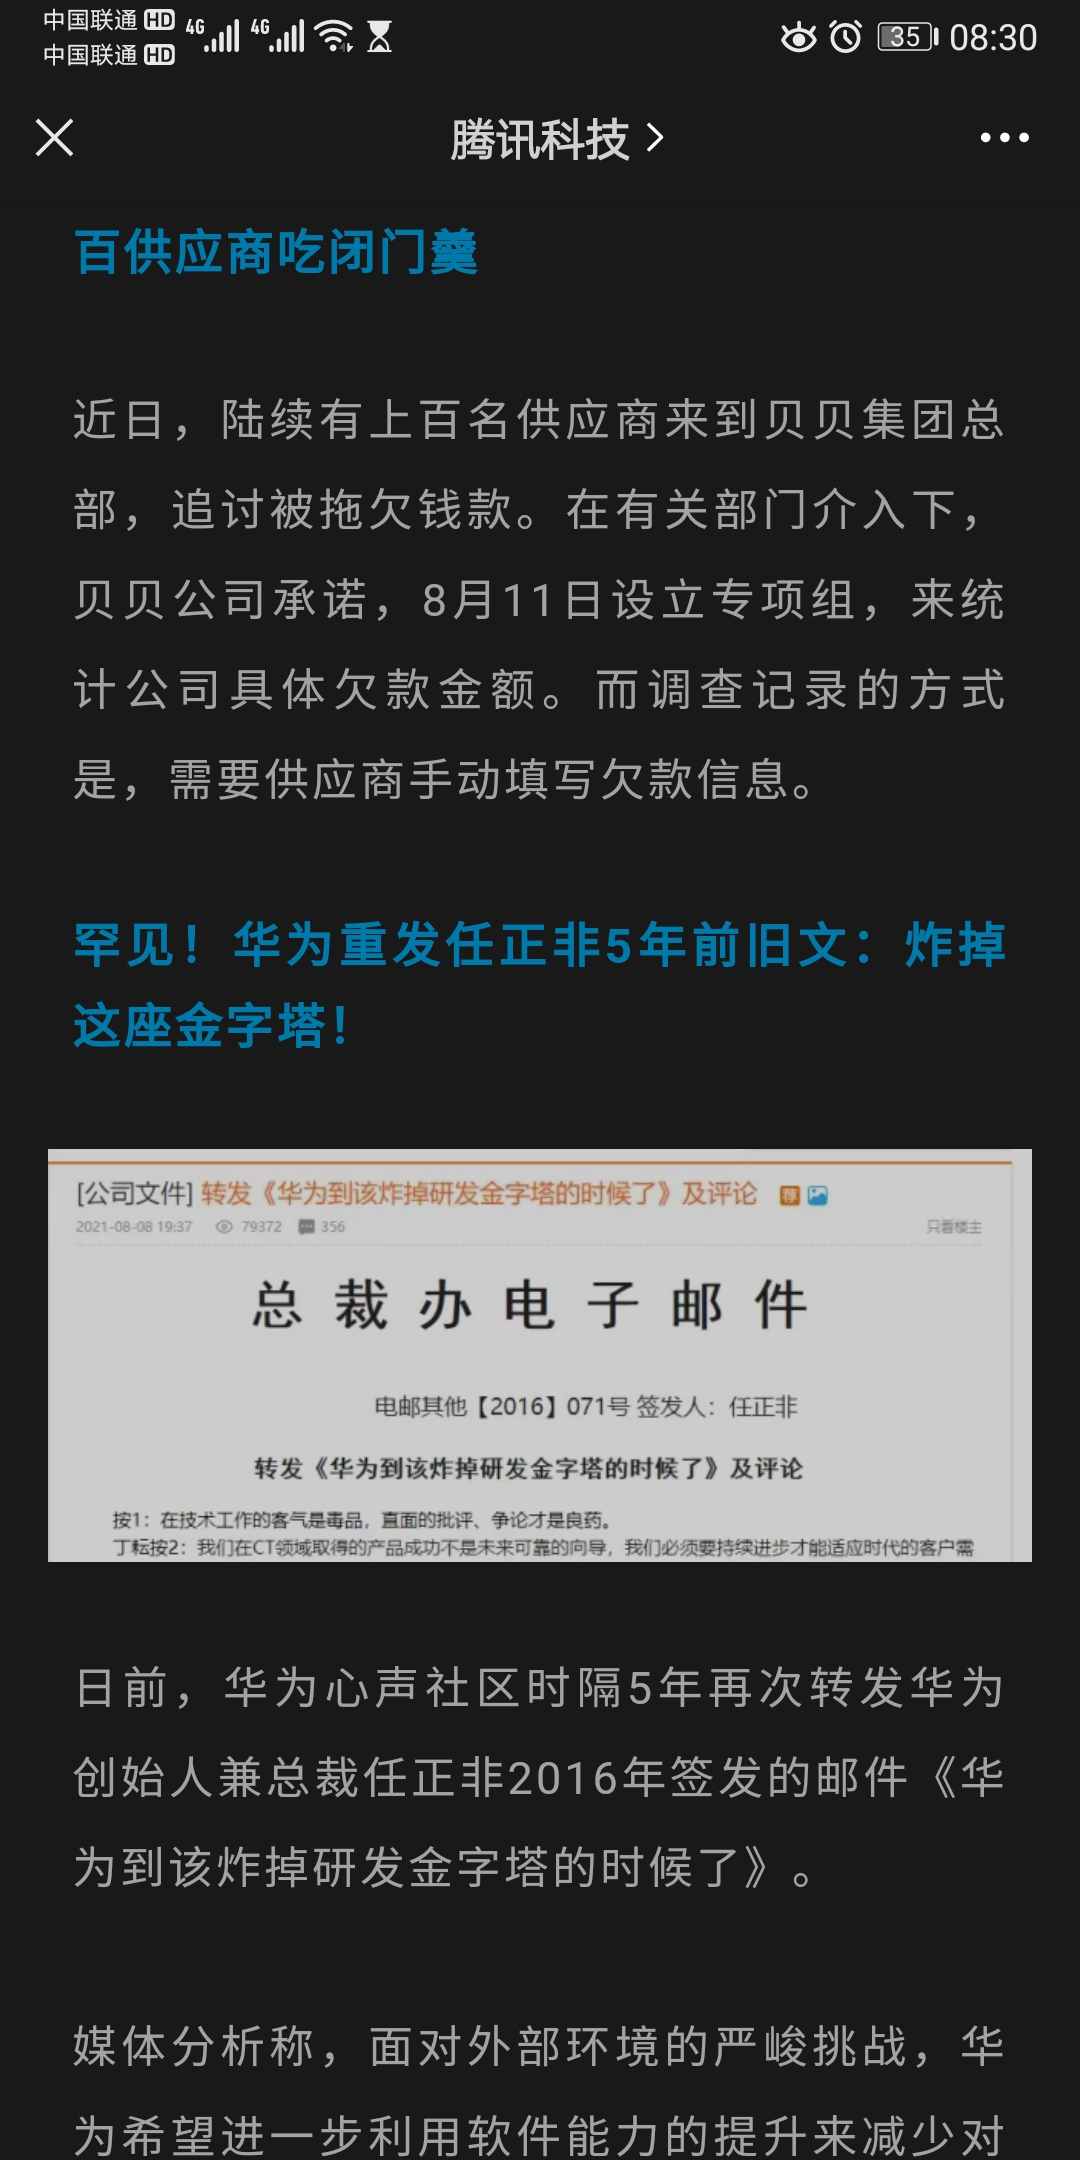 中国联通 HD 4G 4G 35 08:30
中国联通 HD
腾讯科技
百供应商吃闭门羹
近日，陆续有上百名供应商来到贝贝集团总
部，追讨被拖欠钱款。在有关部门介入下，
贝贝公司承诺，8月11日设立专项组，来统
计公司具体欠款金额。而调查记录的方式
是，需要供应商手动填写欠款信息。
罕见！华为重发任正非5年前旧文：炸掉
这座金字塔！
[公司文件] 转发《华为到该炸掉研发金字塔的时候了》及评论 荐
2021-08-08 19:37 79372 356 只看楼主
总裁办电子邮件
电邮其他【2016】071号 签发人：任正非
转发《华为到该炸掉研发金字塔的时候了》及评论
按1：在技术工作的客气是毒品，直面的批评、争论才是良药。
丁耘按2：我们在CT领域取得的产品成功不是未来可靠的向导，我们必须要持续进步才能适应时代的客户需
日前，华为心声社区时隔5年再次转发华为
创始人兼总裁任正非2016年签发的邮件《华
为到该炸掉研发金字塔的时候了》。
媒体分析称，面对外部环境的严峻挑战，华
为希望进一步利用软件能力的提升来减少对